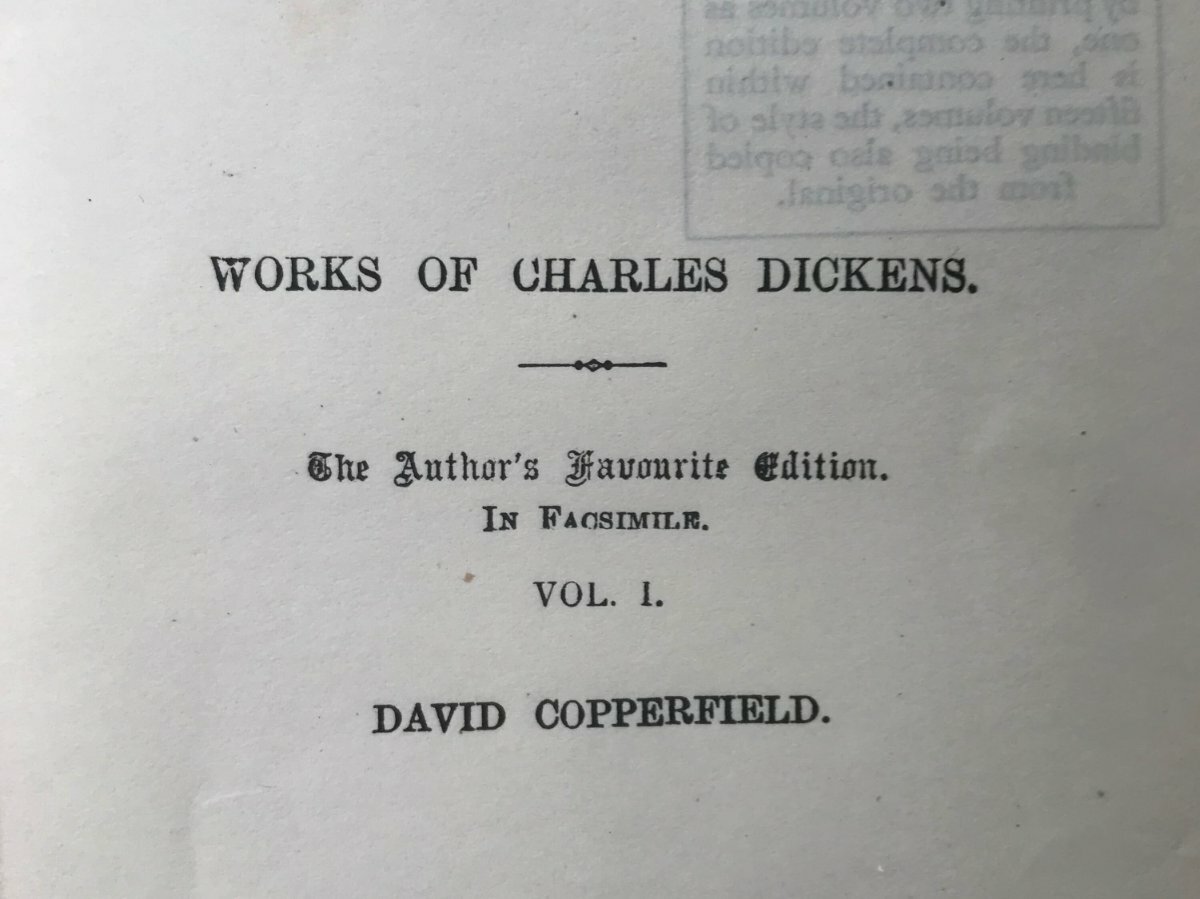 by printing two volumes as
one, the complete edition
is here contained within
fifteen volumes, the style of
binding being also copied
from the original.
WORKS OF CHARLES DICKENS.
The Author's Favourite Edition.
IN FACSIMILE.
VOL. I.
DAVID COPPERFIELD.